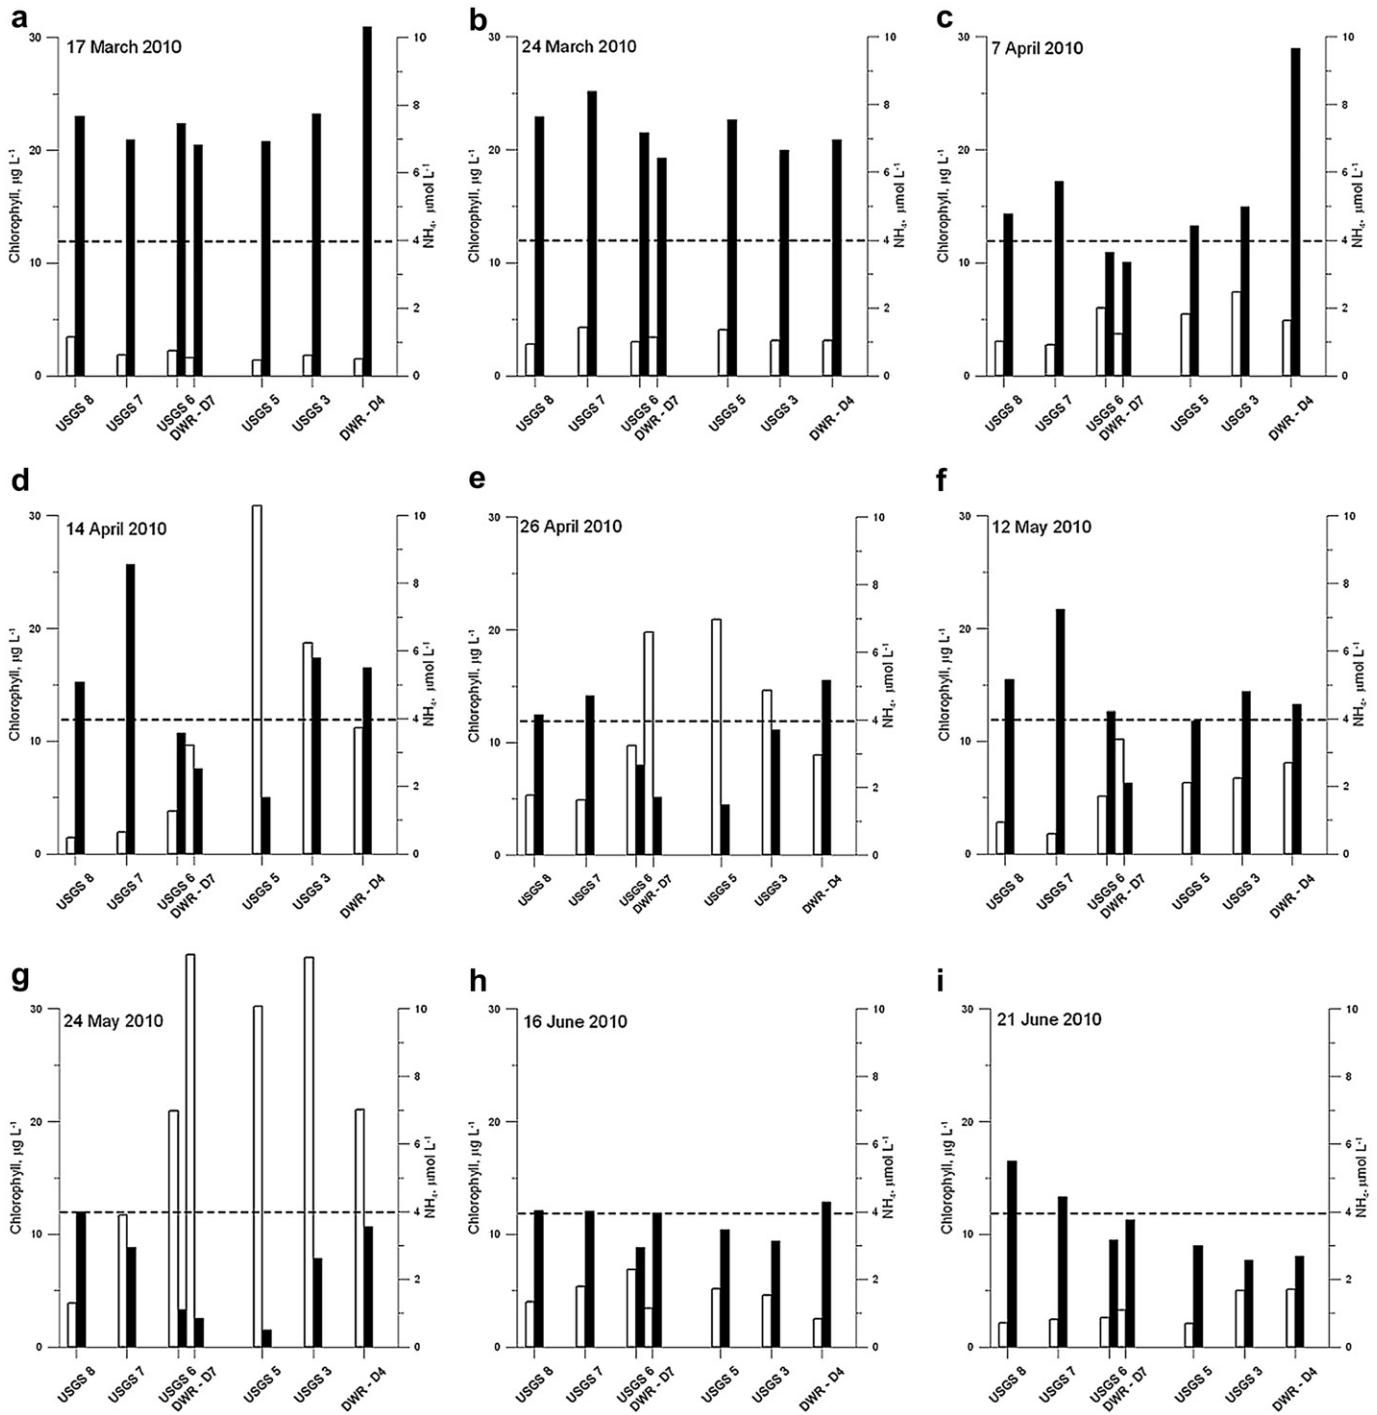 a
17 March 2010
30
20
10
0
Chlorophyll, µg L-1
10
8
6
4
2
0
NH4, µmol L-1
USGS 8
USGS 7
USGS 6
DWR - D7
USGS 5
USGS 3
DWR - D4
b
24 March 2010
30
20
10
0
Chlorophyll, µg L-1
10
8
6
4
2
0
NH4, µmol L-1
USGS 8
USGS 7
USGS 6
DWR - D7
USGS 5
USGS 3
DWR - D4
c
7 April 2010
30
20
10
0
Chlorophyll, µg L-1
10
8
6
4
2
0
NH4, µmol L-1
USGS 8
USGS 7
USGS 6
DWR - D7
USGS 5
USGS 3
DWR - D4
d
14 April 2010
30
20
10
0
Chlorophyll, µg L-1
10
8
6
4
2
0
NH4, µmol L-1
USGS 8
USGS 7
USGS 6
DWR - D7
USGS 5
USGS 3
DWR - D4
e
26 April 2010
30
20
10
0
Chlorophyll, µg L-1
10
8
6
4
2
0
NH4, µmol L-1
USGS 8
USGS 7
USGS 6
DWR - D7
USGS 5
USGS 3
DWR - D4
f
12 May 2010
30
20
10
0
Chlorophyll, µg L-1
10
8
6
4
2
0
NH4, µmol L-1
USGS 8
USGS 7
USGS 6
DWR - D7
USGS 5
USGS 3
DWR - D4
g
24 May 2010
30
20
10
0
Chlorophyll, µg L-1
10
8
6
4
2
0
NH4, µmol L-1
USGS 8
USGS 7
USGS 6
DWR - D7
USGS 5
USGS 3
DWR - D4
h
16 June 2010
30
20
10
0
Chlorophyll, µg L-1
10
8
6
4
2
0
NH4, µmol L-1
USGS 8
USGS 7
USGS 6
DWR - D7
USGS 5
USGS 3
DWR - D4
i
21 June 2010
30
20
10
0
Chlorophyll, µg L-1
10
8
6
4
2
0
NH4, µmol L-1
USGS 8
USGS 7
USGS 6
DWR - D7
USGS 5
USGS 3
DWR - D4